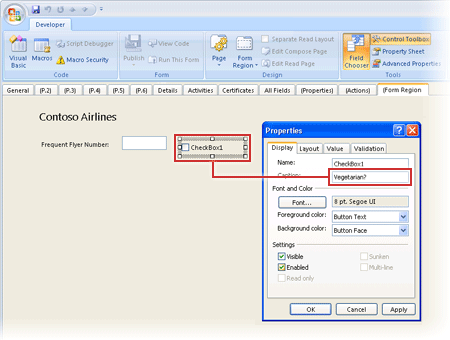 Developer
Visual Basic
Macros
Script Debugger
Macro Security
Code
Publish
View Code
Run This Form
Form
Page
Form Region
Separate Read Layout
Edit Compose Page
Edit Read Page
Design
Field Chooser
Control Toolbox
Property Sheet
Advanced Properties
Tools
General (P.2) (P.3) (P.4) (P.5) (P.6) Details Activities Certificates All Fields (Properties) (Actions) (Form Region
Contoso Airlines
Frequent Flyer Number:
CheckBox1
Properties
Display Layout Value Validation
Name: CheckBox1
Caption: Vegetarian?
Font and Color
Font... 8 pt. Segoe UI
Foreground color: Button Text
Background color: Button Face
Settings
Visible Sunken
Enabled Multi-line
Read only
OK Cancel Apply